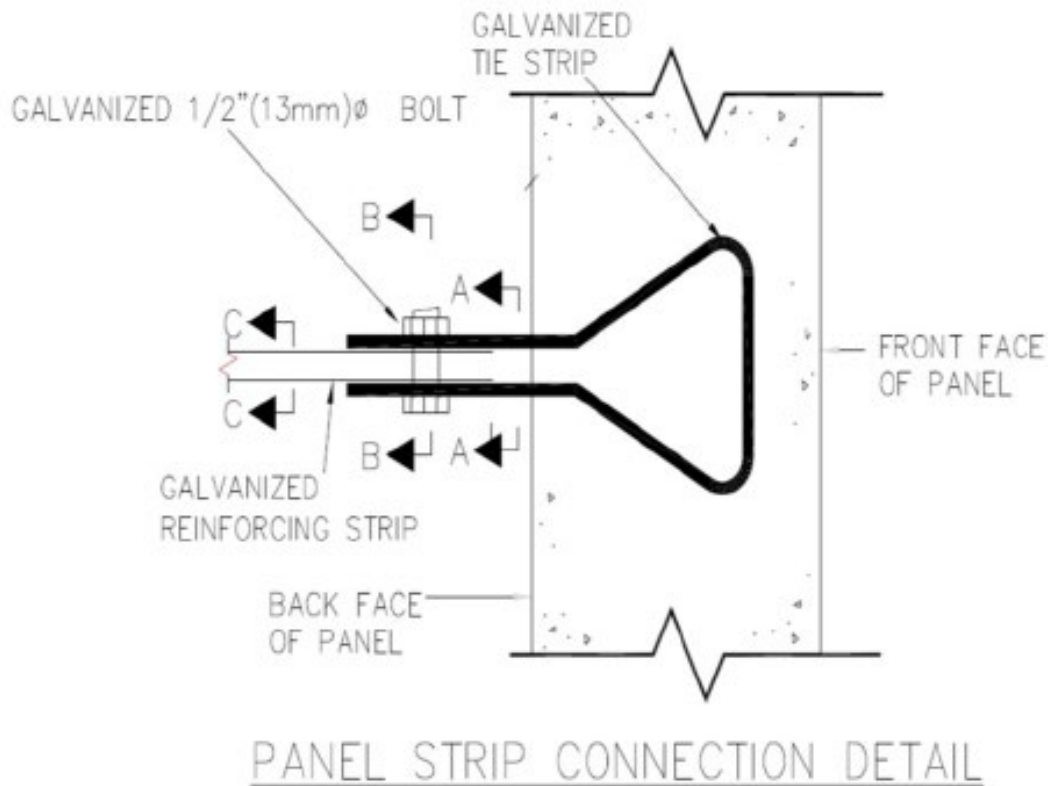 GALVANIZED
TIE STRIP
GALVANIZED 1/2"(13mm)ø BOLT
B
A
C
FRONT FACE
OF PANEL
C
B
A
GALVANIZED
REINFORCING STRIP
BACK FACE
OF PANEL
PANEL STRIP CONNECTION DETAIL